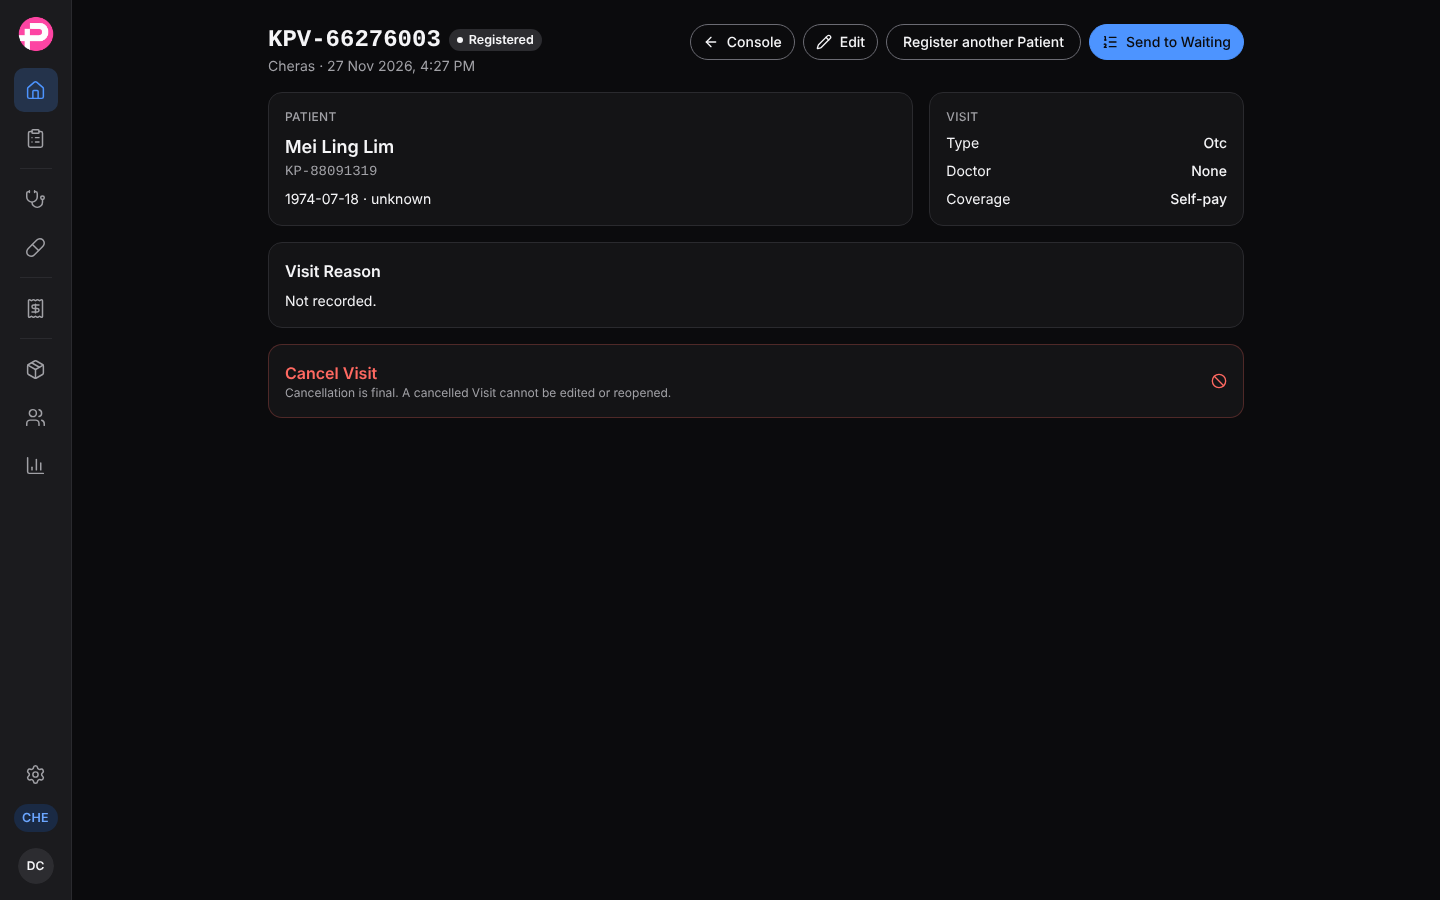 KPV-66276003
Registered
Console
Edit
Register another Patient
Send to Waiting
Cheras · 27 Nov 2026, 4:27 PM
PATIENT
Mei Ling Lim
KP-88091319
1974-07-18 · unknown
VISIT
Type Otc
Doctor None
Coverage Self-pay
Visit Reason
Not recorded.
Cancel Visit
Cancellation is final. A cancelled Visit cannot be edited or reopened.
CHE
DC